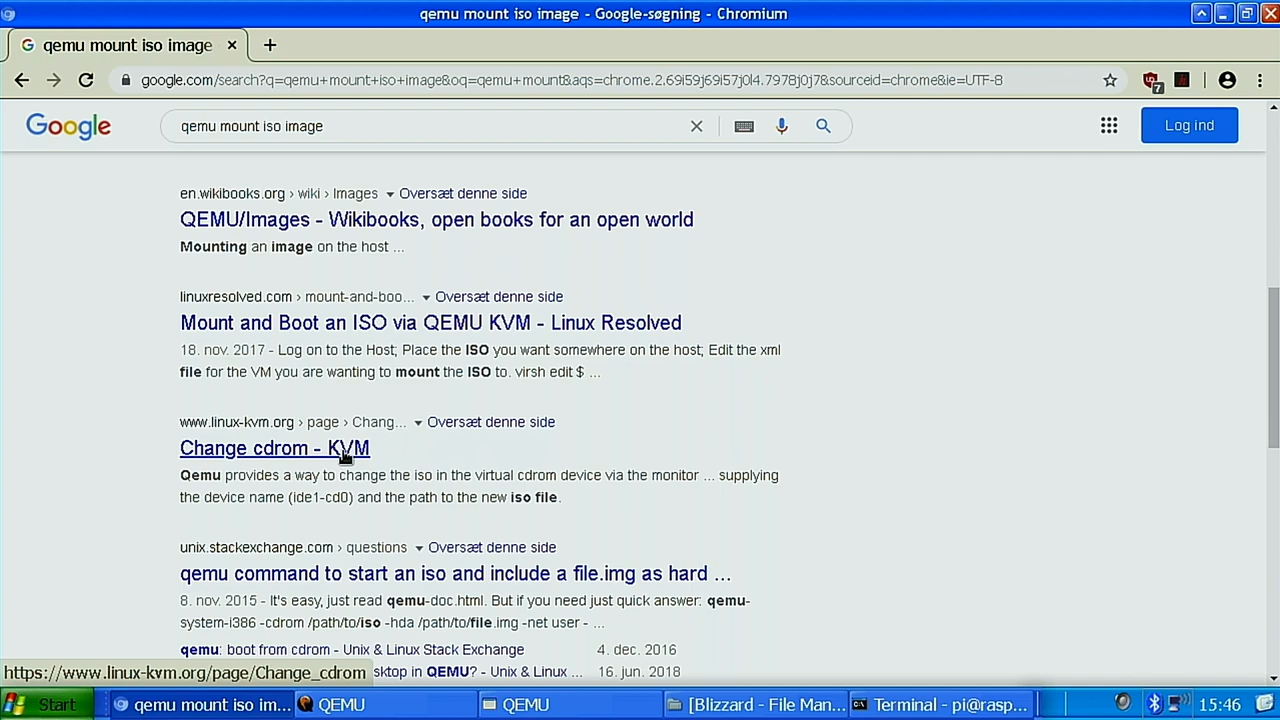 qemu mount iso image - Google-søgning - Chromium
qemu mount iso image
google.com/search?q=qemu+mount+iso+image&oq=qemu+mount&aqs=chrome.2.69i59j69i57j0l4.7978j0j7&sourceid=chrome&ie=UTF-8
7
Google
qemu mount iso image
Log ind
en.wikibooks.org › wiki › Images Oversæt denne side
QEMU/Images - Wikibooks, open books for an open world
Mounting an image on the host ...
linuxresolved.com › mount-and-boo... Oversæt denne side
Mount and Boot an ISO via QEMU KVM - Linux Resolved
18. nov. 2017 - Log on to the Host; Place the ISO you want somewhere on the host; Edit the xml
file for the VM you are wanting to mount the ISO to. virsh edit $ ...
www.linux-kvm.org › page › Chang... Oversæt denne side
Change cdrom - KVM
Qemu provides a way to change the iso in the virtual cdrom device via the monitor ... supplying
the device name (ide1-cd0) and the path to the new iso file.
unix.stackexchange.com › questions Oversæt denne side
qemu command to start an iso and include a file.img as hard ...
8. nov. 2015 - It's easy, just read qemu-doc.html. But if you need just quick answer: qemu-
system-i386 -cdrom /path/to/iso -hda /path/to/file.img -net user - ...
qemu: boot from cdrom - Unix & Linux Stack Exchange 4. dec. 2016
sktop in QEMU? - Unix & Linux ... 16. jun. 2018
https://www.linux-kvm.org/page/Change_cdrom
Start
qemu mount iso im...
QEMU
QEMU
[Blizzard - File Man...
Terminal - pi@rasp...
15:46